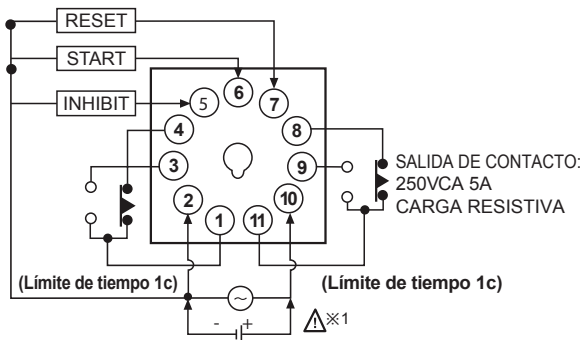 RESET
START
INHIBIT
5
6
7
4
8
3
9
2
10
1
11
SALIDA DE CONTACTO:
250VCA 5A
CARGA RESISTIVA
(Límite de tiempo 1c)
(Límite de tiempo 1c)
~
- +
⚠※1